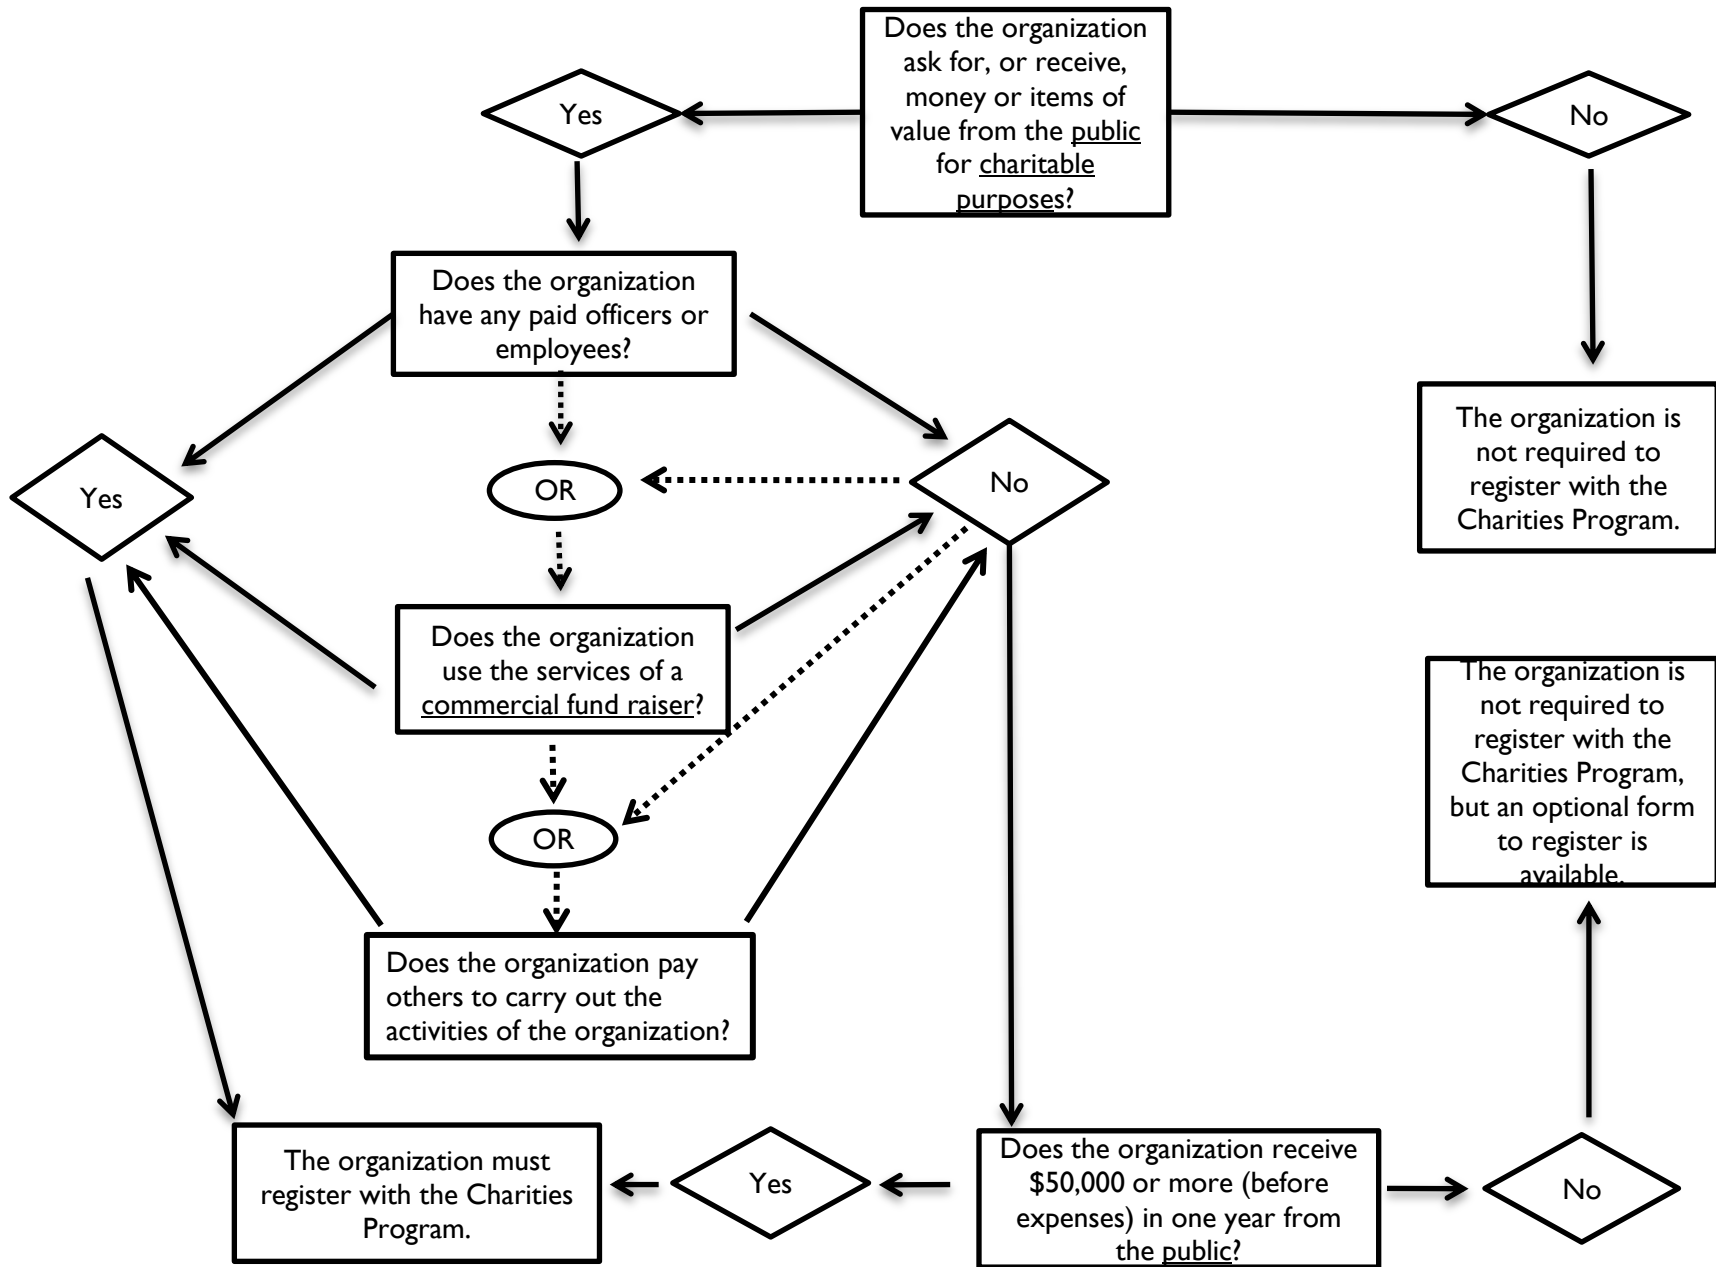 Does the organization
ask for, or receive,
money or items of
value from the public
for charitable
purposes?
Yes
No
Does the organization
have any paid officers or
employees?
The organization is
not required to
register with the
Charities Program.
Yes
OR
No
Does the organization
use the services of a
commercial fund raiser?
The organization is
not required to
register with the
Charities Program,
but an optional form
to register is
available.
OR
Does the organization pay
others to carry out the
activities of the organization?
The organization must
register with the Charities
Program.
Yes
Does the organization receive
$50,000 or more (before
expenses) in one year from
the public?
No